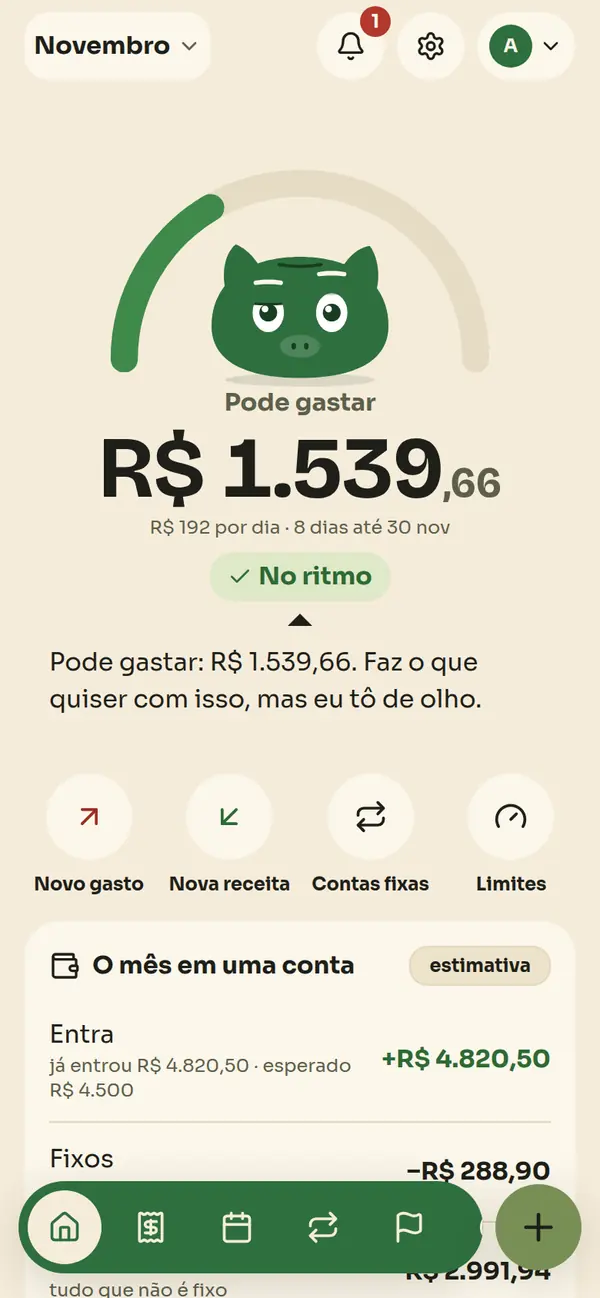 Novembro
1
A
Pode gastar
R$ 1.539,66
R$ 192 por dia · 8 dias até 30 nov
No ritmo
Pode gastar: R$ 1.539,66. Faz o que
quiser com isso, mas eu tô de olho.
Novo gasto
Nova receita
Contas fixas
Limites
O mês em uma conta
estimativa
Entra
já entrou R$ 4.820,50 · esperado
R$ 4.500
+R$ 4.820,50
Fixos
−R$ 288,90
R$ 2.991,94
tudo que não é fixo